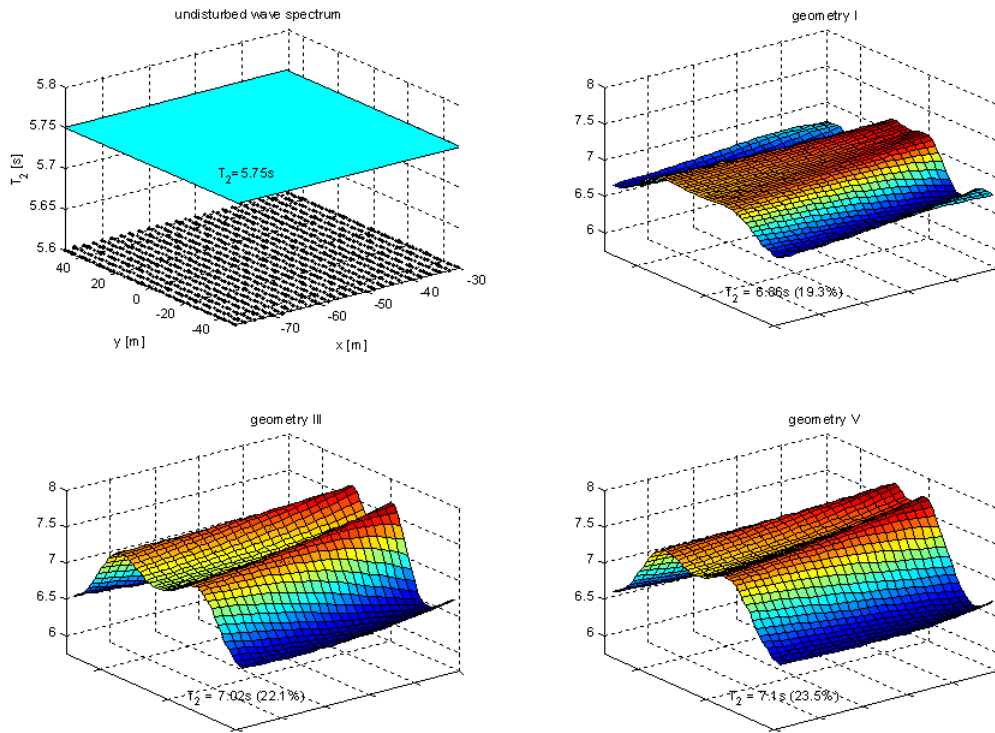 undisturbed wave spectrum
5.8
5.75
5.7
5.65
5.6
T2 [s]
T2= 5.75s
40
20
0
-20
-40
y [m]
-70
-60
-50
-40
-30
x [m]
geometry I
8
7.5
7
6.5
6
T2 = 6.86s (19.3%)
geometry III
8
7.5
7
6.5
6
T2 = 7.02s (22.1%)
geometry V
8
7.5
7
6.5
6
T2 = 7.1s (23.5%)